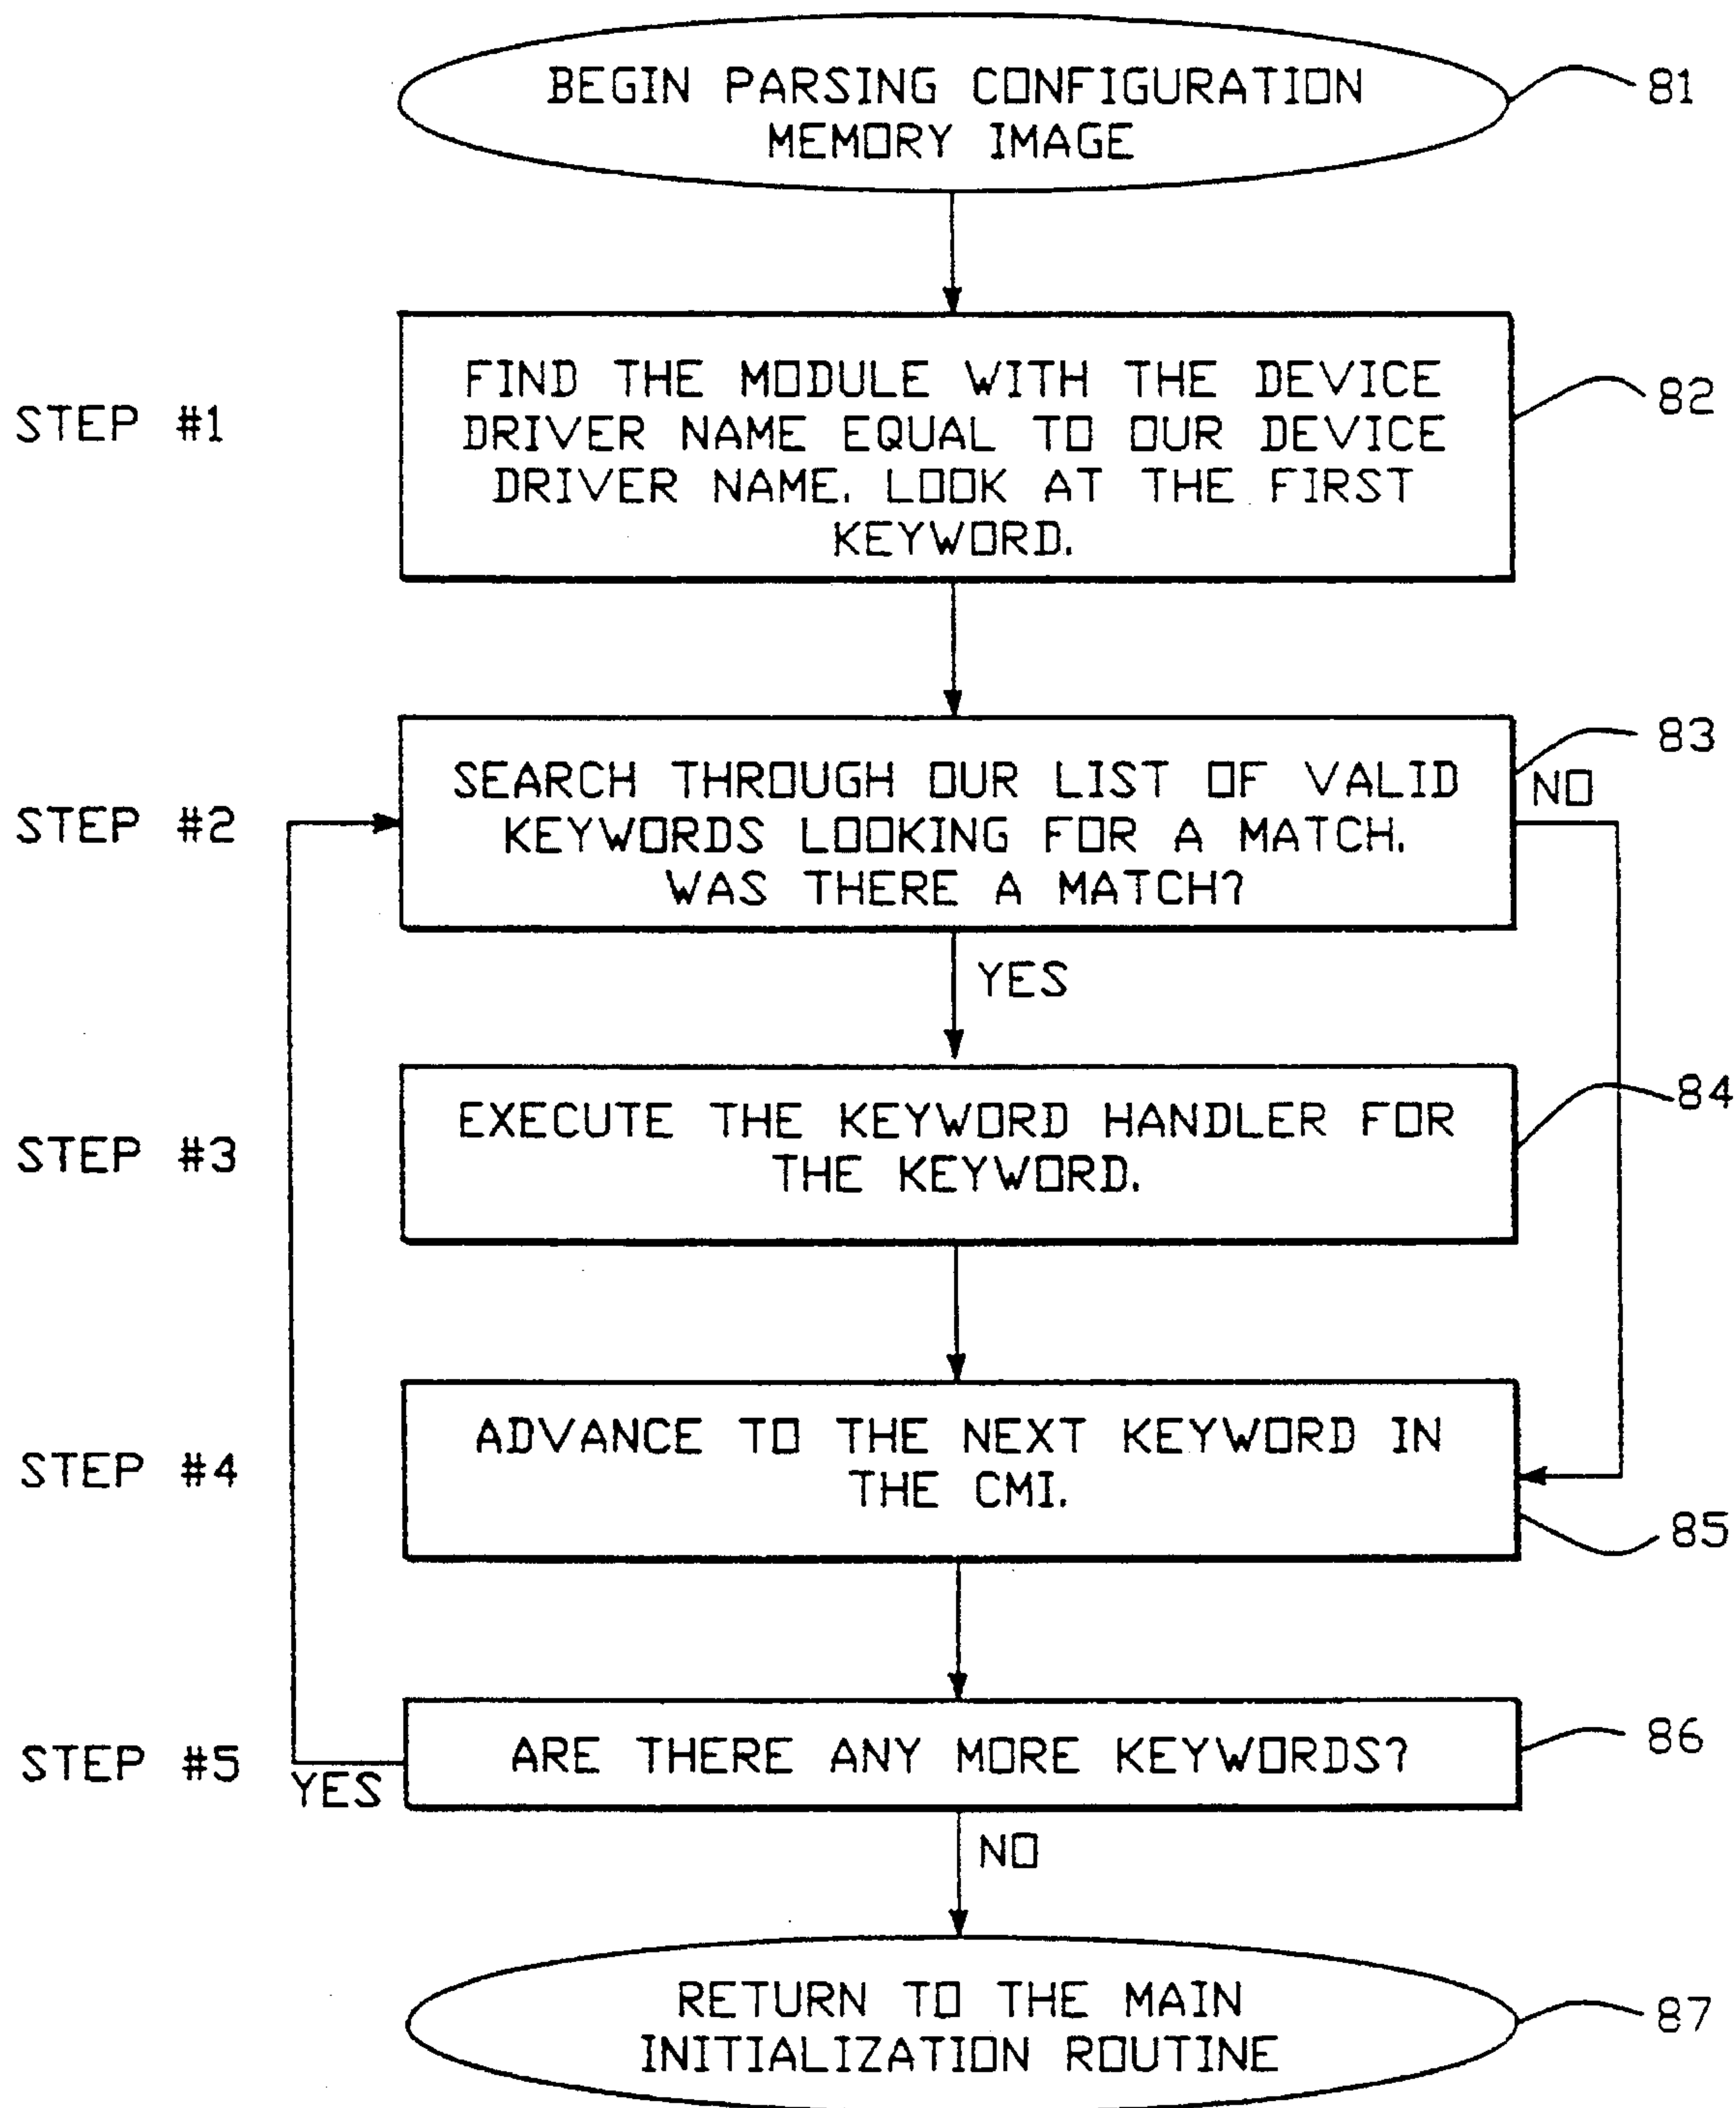 BEGIN PARSING CONFIGURATION
MEMORY IMAGE
81
STEP #1
FIND THE MODULE WITH THE DEVICE
DRIVER NAME EQUAL TO OUR DEVICE
DRIVER NAME. LOOK AT THE FIRST
KEYWORD.
82
STEP #2
SEARCH THROUGH OUR LIST OF VALID
KEYWORDS LOOKING FOR A MATCH.
WAS THERE A MATCH?
83
NO
YES
STEP #3
EXECUTE THE KEYWORD HANDLER FOR
THE KEYWORD.
84
STEP #4
ADVANCE TO THE NEXT KEYWORD IN
THE CMI.
85
STEP #5
ARE THERE ANY MORE KEYWORDS?
86
YES
NO
RETURN TO THE MAIN
INITIALIZATION ROUTINE
87